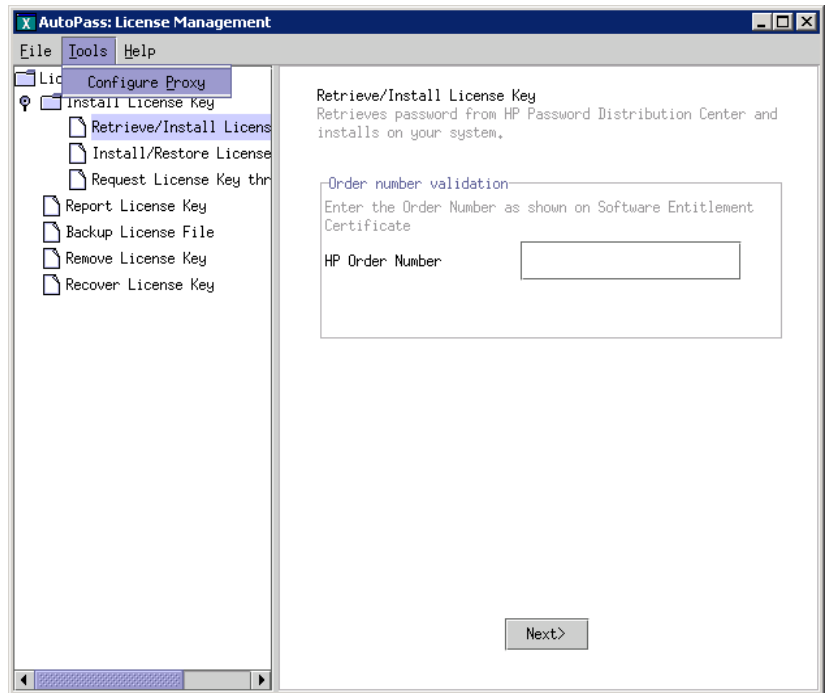 AutoPass: License Management
File Tools Help
Lic
Configure Proxy
Install License Key
Retrieve/Install Licens
Install/Restore License
Request License Key thr
Report License Key
Backup License File
Remove License Key
Recover License Key
Retrieve/Install License Key
Retrieves password from HP Password Distribution Center and
installs on your system.
Order number validation
Enter the Order Number as shown on Software Entitlement
Certificate
HP Order Number
Next>